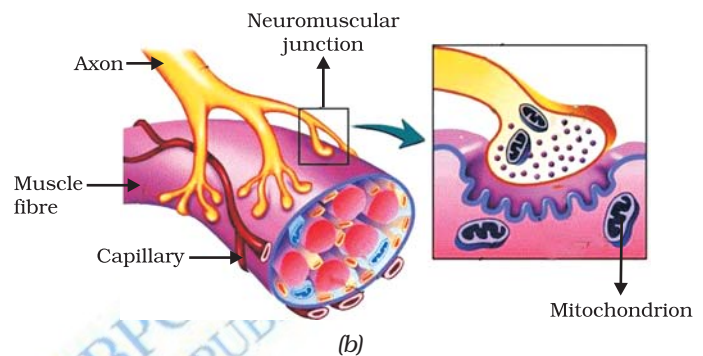 Neuromuscular
junction
Axon
Muscle
fibre
Capillary
Mitochondrion
(b)